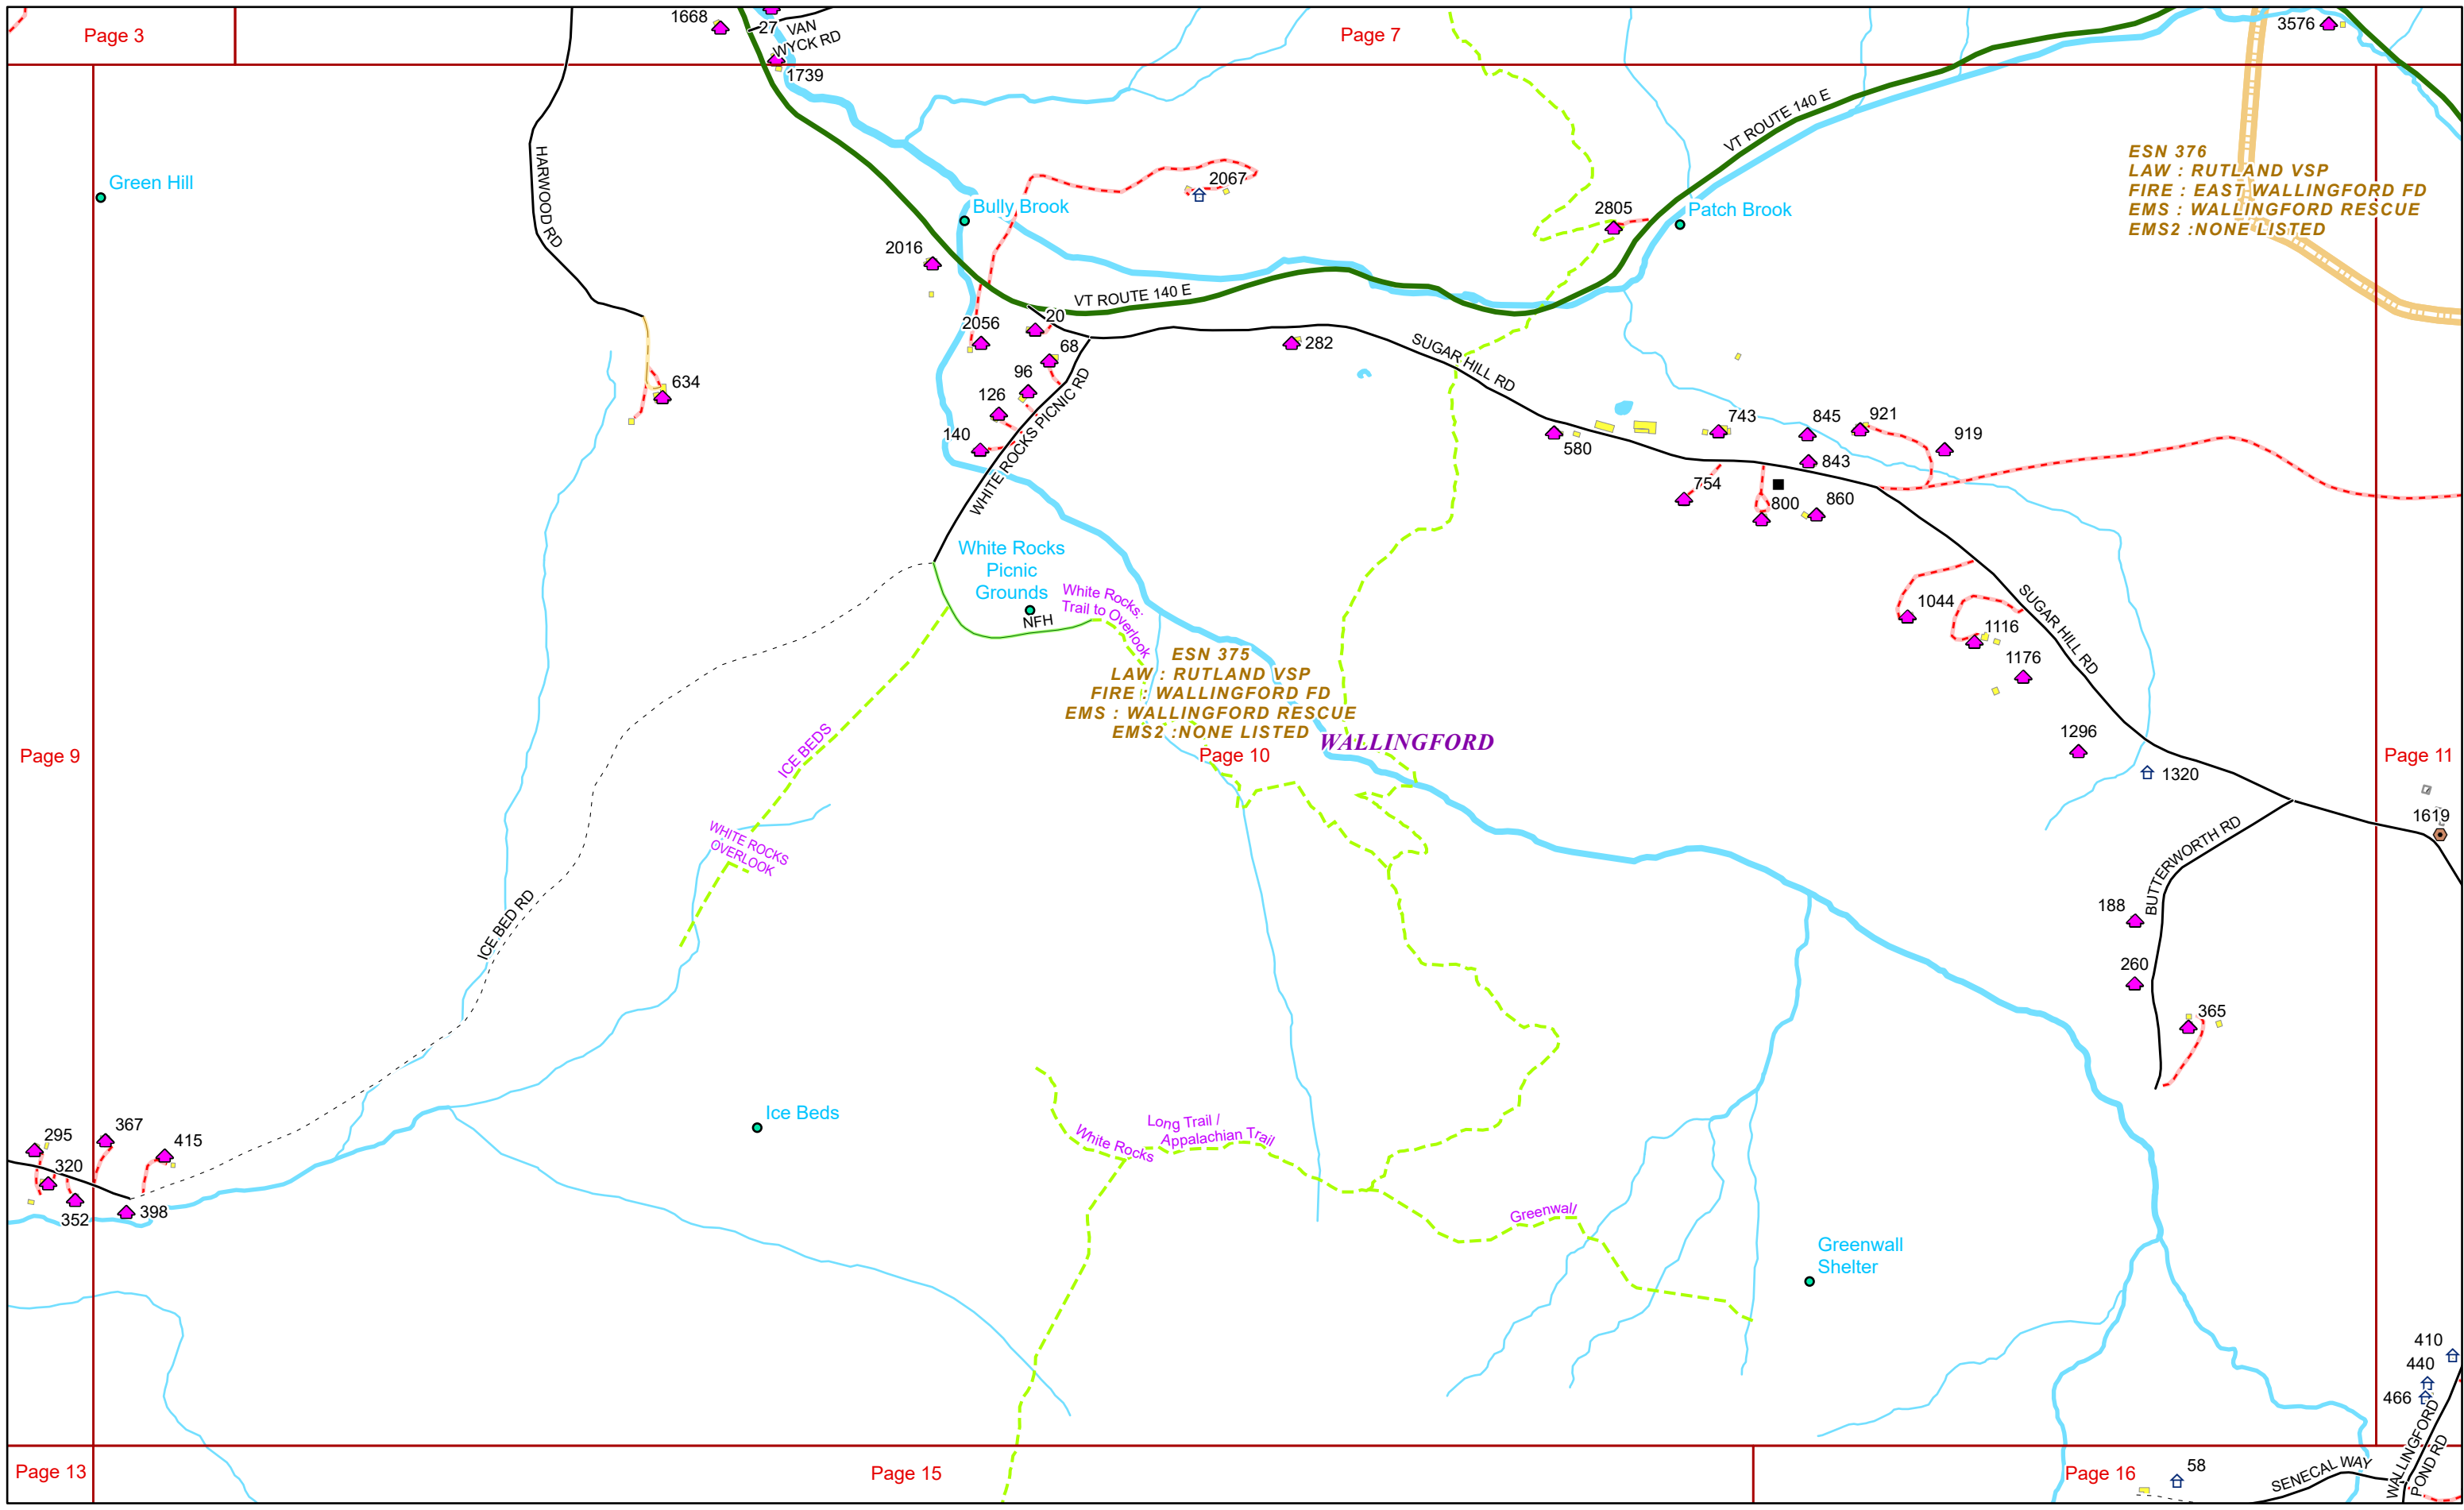 Page 3
1668
27
VAN
WYCK RD
1739
Page 7
3576
Green Hill
HARWOOD RD
Bully Brook
2067
2016
VT ROUTE 140 E
2805
Patch Brook
VT ROUTE 140 E
ESN 376
LAW : RUTLAND VSP
FIRE : EAST WALLINGFORD FD
EMS : WALLINGFORD RESCUE
EMS2 :NONE LISTED
2056
20
68
96
126
140
634
WHITE ROCKS PICNIC RD
282
SUGAR HILL RD
580
743
845
921
919
843
754
800
860
White Rocks
Picnic
Grounds
NFH
White Rocks:
Trail to Overlook
ESN 375
LAW : RUTLAND VSP
FIRE : WALLINGFORD FD
EMS : WALLINGFORD RESCUE
EMS2 :NONE LISTED
WALLINGFORD
1044
1116
1176
SUGAR HILL RD
1296
1320
Page 9
Page 10
Page 11
1619
ICE BEDS
WHITE ROCKS
OVERLOOK
ICE BED RD
BUTTERWORTH RD
188
260
365
295
367
415
320
352
398
Ice Beds
Long Trail /
Appalachian Trail
White Rocks
Greenwal/
Greenwall
Shelter
410
440
466
WALLINGFORD
POND RD
Page 13
Page 15
Page 16
58
SENECAL WAY